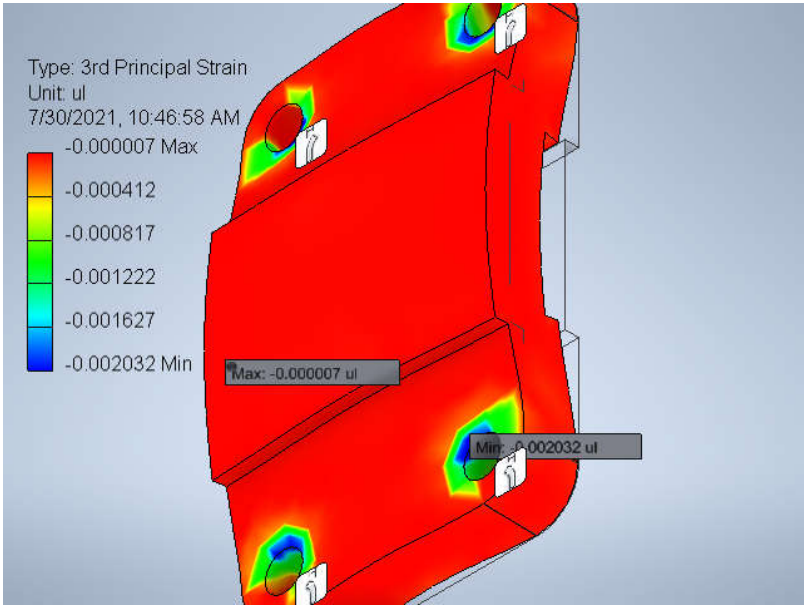 Type: 3rd Principal Strain
Unit: ul
7/30/2021, 10:46:58 AM
-0.000007 Max
-0.000412
-0.000817
-0.001222
-0.001627
-0.002032 Min
Max: -0.000007 ul
Min: -0.002032 ul